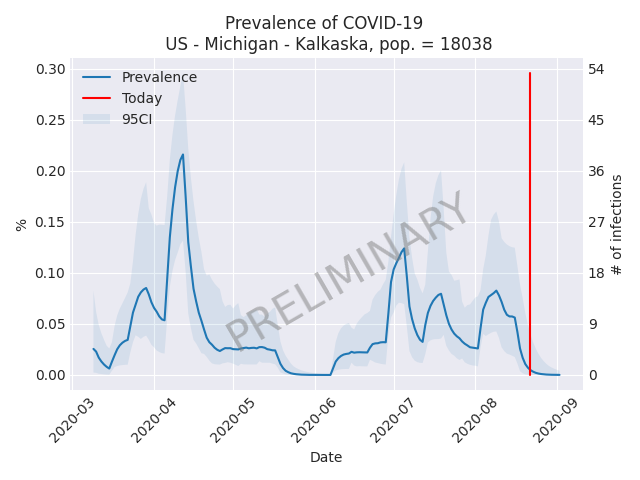 Prevalence of COVID-19
US - Michigan - Kalkaska, pop. = 18038
Prevalence
Today
95CI
PRELIMINARY
%
0.30
0.25
0.20
0.15
0.10
0.05
0.00
54
45
36
27
18
9
0
# of infections
2020-03
2020-04
2020-05
2020-06
2020-07
2020-08
2020-09
Date